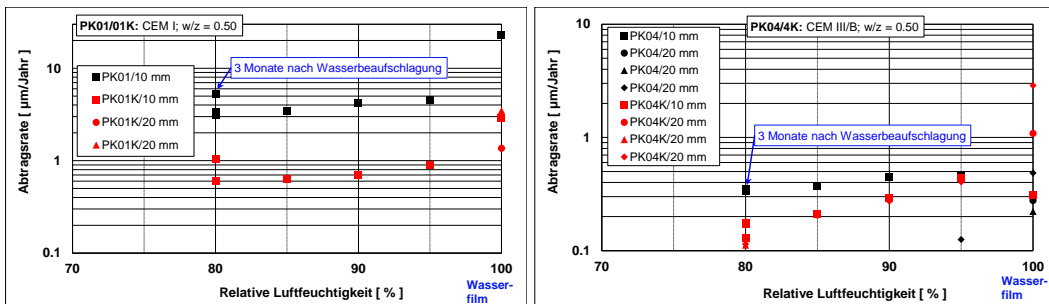 PK01/01K: CEM I; w/z = 0.50
Abtragsrate [ µm/Jahr ]
10
1
0.1
3 Monate nach Wasserbeaufschlagung
PK01/10 mm
PK01K/10 mm
PK01K/20 mm
PK01K/20 mm
70
80
90
100
Relative Luftfeuchtigkeit [ % ]
Wasser-
film
PK04/4K: CEM III/B; w/z = 0.50
Abtragsrate [ µm/Jahr ]
10
1
0.1
PK04/10 mm
PK04/20 mm
PK04/20 mm
PK04/20 mm
PK04K/10 mm
PK04K/20 mm
PK04K/20 mm
PK04K/20 mm
3 Monate nach Wasserbeaufschlagung
70
80
90
100
Relative Luftfeuchtigkeit [ % ]
Wasser-
film